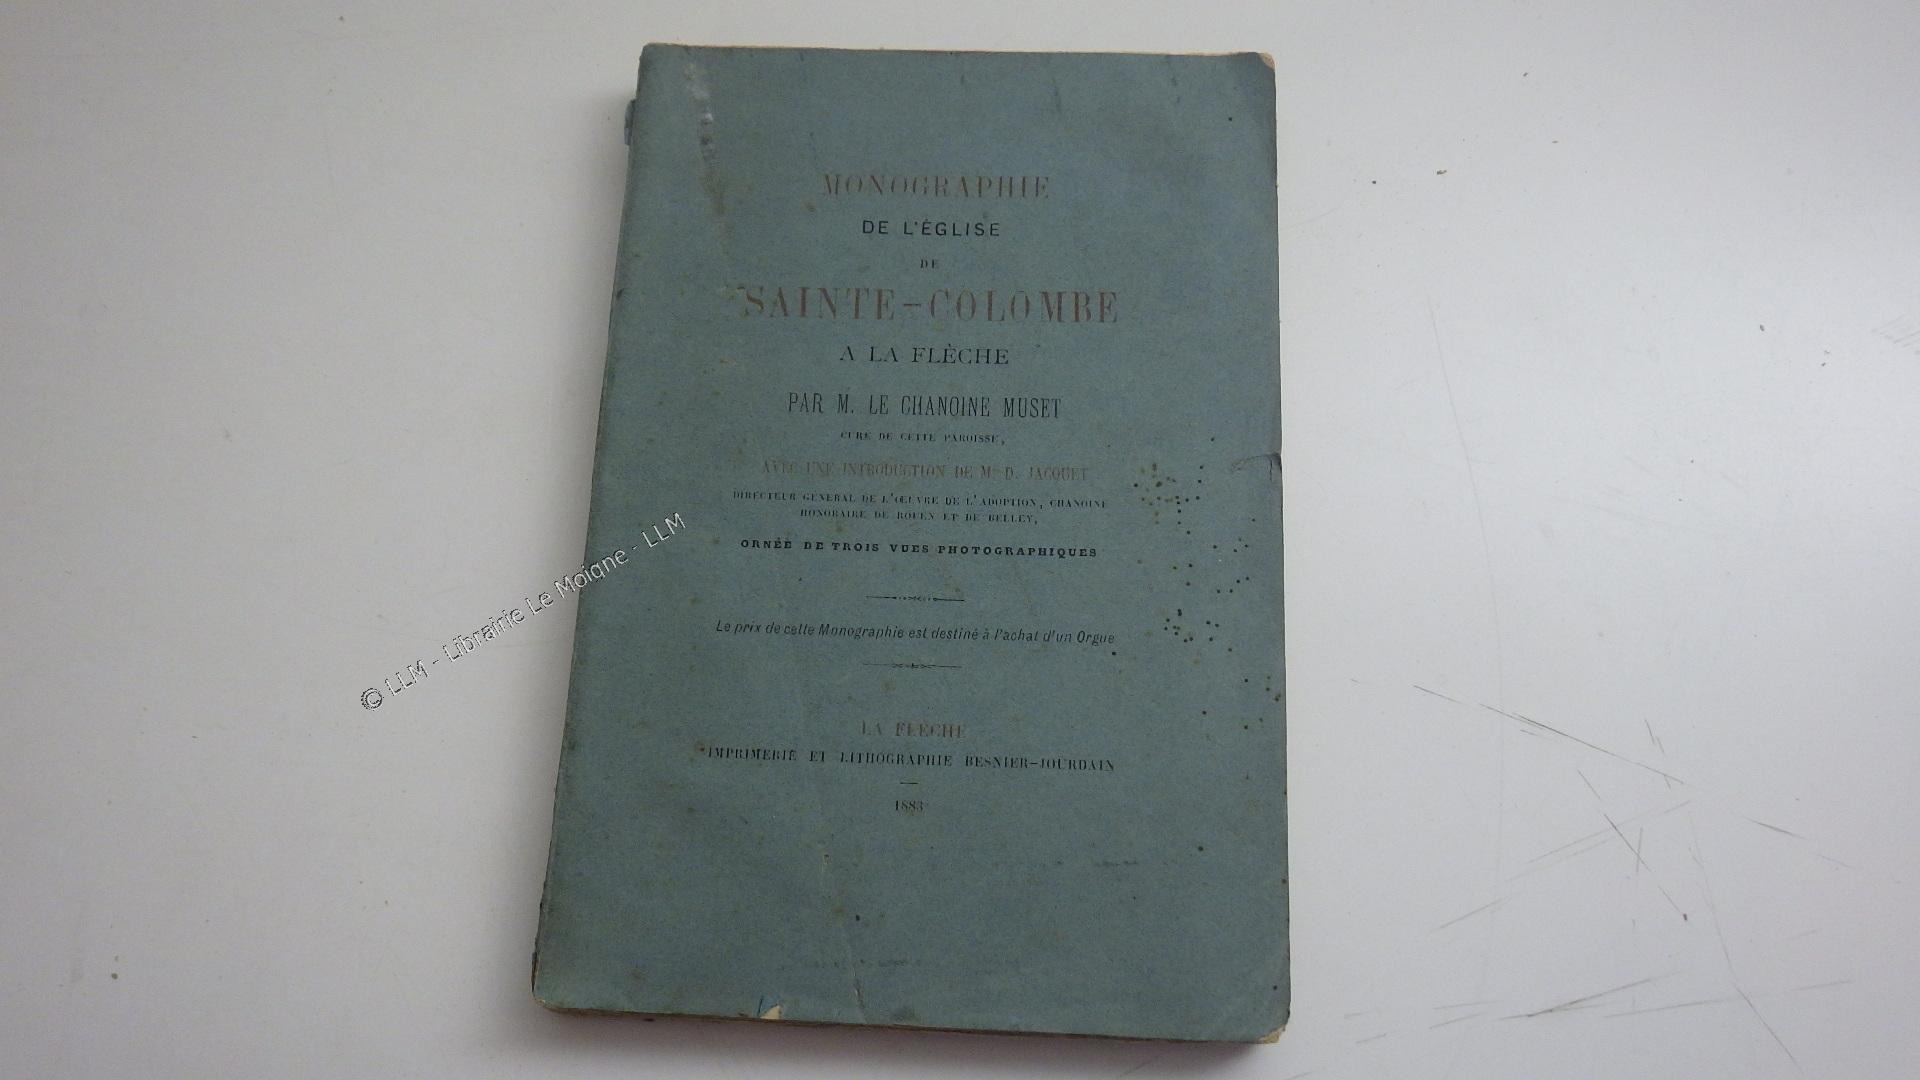 MONOGRAPHIE
DE L'ÉGLISE
DE
SAINTE-COLOMBE
A LA FLÈCHE
PAR M. LE CHANOINE MUSET
CURÉ DE CETTE PAROISSE,
AVEC UNE INTRODUCTION DE Mgr D. JACQUET
DIRECTEUR GÉNÉRAL DE L'ŒUVRE DE L'ADOPTION, CHANOINE
HONORAIRE DE ROUEN ET DE BELLEY,
ORNÉE DE TROIS VUES PHOTOGRAPHIQUES
Le prix de cette Monographie est destiné à l'achat d'un Orgue
LA FLÈCHE
IMPRIMERIE ET LITHOGRAPHIE BESNIER-JOURDAIN
1883
© LLM - Librairie Le Moigne - LLM